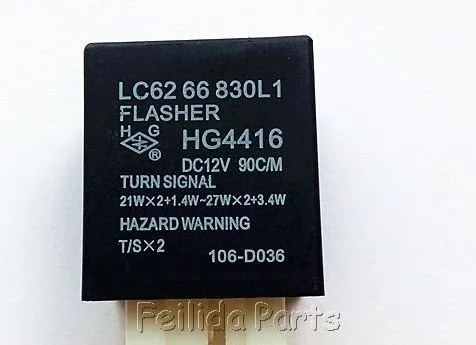 LC62 66 830L1
FLASHER
H G
® HG4416
DC12V 90C/M
TURN SIGNAL
21W×2+1.4W~27W×2+3.4W
HAZARD WARNING
T/S×2
106-D036
Feilida Parts